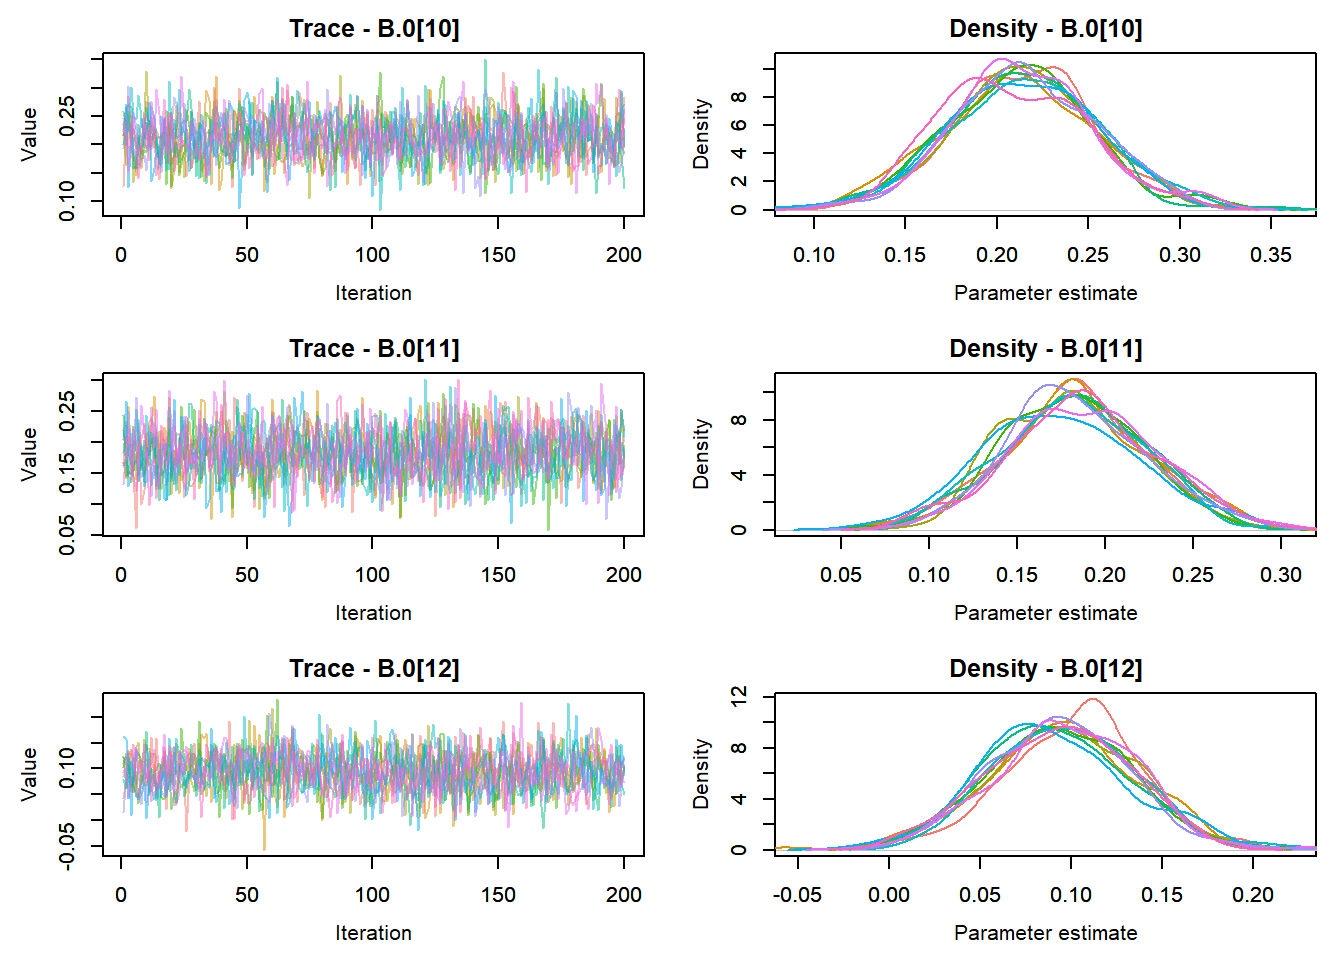 Trace - B.0[10]
Value
0.10 0.25
0 50 100 150 200
Iteration
Density - B.0[10]
Density
0 2 4 6 8
0.10 0.15 0.20 0.25 0.30 0.35
Parameter estimate
Trace - B.0[11]
Value
0.05 0.15 0.25
0 50 100 150 200
Iteration
Density - B.0[11]
Density
0 4 8
0.05 0.10 0.15 0.20 0.25 0.30
Parameter estimate
Trace - B.0[12]
Value
-0.05 0.10
0 50 100 150 200
Iteration
Density - B.0[12]
Density
0 4 8 12
-0.05 0.00 0.05 0.10 0.15 0.20
Parameter estimate